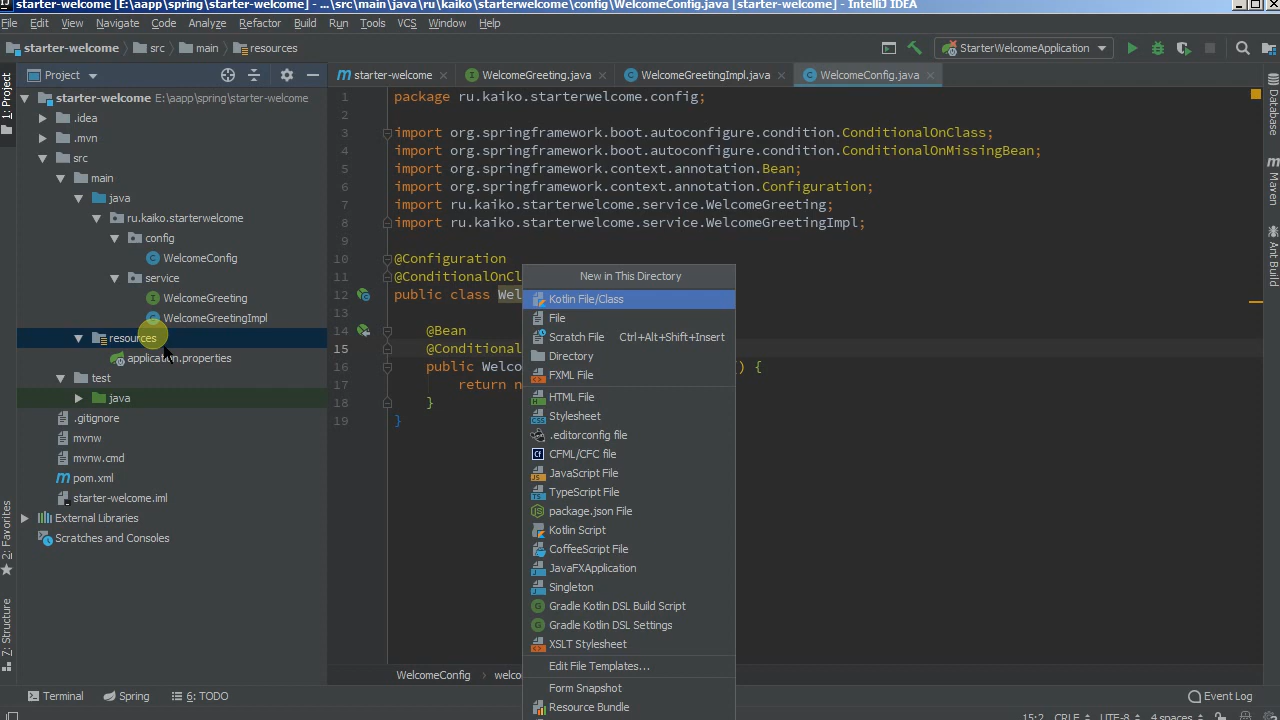 starter-welcome [E:\aapp\spring\starter-welcome] - ...\src\main\java\ru\kaiko\starterwelcome\config\WelcomeConfig.java [starter-welcome] - IntelliJ IDEA
File Edit View Navigate Code Analyze Refactor Build Run Tools VCS Window Help
starter-welcome src main resources
StarterWelcomeApplication
Project
starter-welcome WelcomeGreeting.java WelcomeGreetingImpl.java WelcomeConfig.java
1: Project
2: Favorites
Z: Structure
starter-welcome E:\aapp\spring\starter-welcome
.idea
.mvn
src
main
java
ru.kaiko.starterwelcome
config
WelcomeConfig
service
WelcomeGreeting
WelcomeGreetingImpl
resources
application.properties
test
java
.gitignore
mvnw
mvnw.cmd
pom.xml
starter-welcome.iml
External Libraries
Scratches and Consoles
1 package ru.kaiko.starterwelcome.config;
2
3 import org.springframework.boot.autoconfigure.condition.ConditionalOnClass;
4 import org.springframework.boot.autoconfigure.condition.ConditionalOnMissingBean;
5 import org.springframework.context.annotation.Bean;
6 import org.springframework.context.annotation.Configuration;
7 import ru.kaiko.starterwelcome.service.WelcomeGreeting;
8 import ru.kaiko.starterwelcome.service.WelcomeGreetingImpl;
9
10 @Configuration
11 @ConditionalOnCl
12 public class Wel
13
14 @Bean
15 @Conditional
16 public Welco () {
17 return n
18 }
19 }
New in This Directory
Kotlin File/Class
File
Scratch File Ctrl+Alt+Shift+Insert
Directory
FXML File
HTML File
Stylesheet
.editorconfig file
CFML/CFC file
JavaScript File
TypeScript File
package.json File
Kotlin Script
CoffeeScript File
JavaFXApplication
Singleton
Gradle Kotlin DSL Build Script
Gradle Kotlin DSL Settings
XSLT Stylesheet
Edit File Templates...
Form Snapshot
Resource Bundle
Database
Maven
Ant Build
WelcomeConfig › welco
Terminal Spring 6: TODO Event Log
15:2 CRLF UTF-8 4 spaces